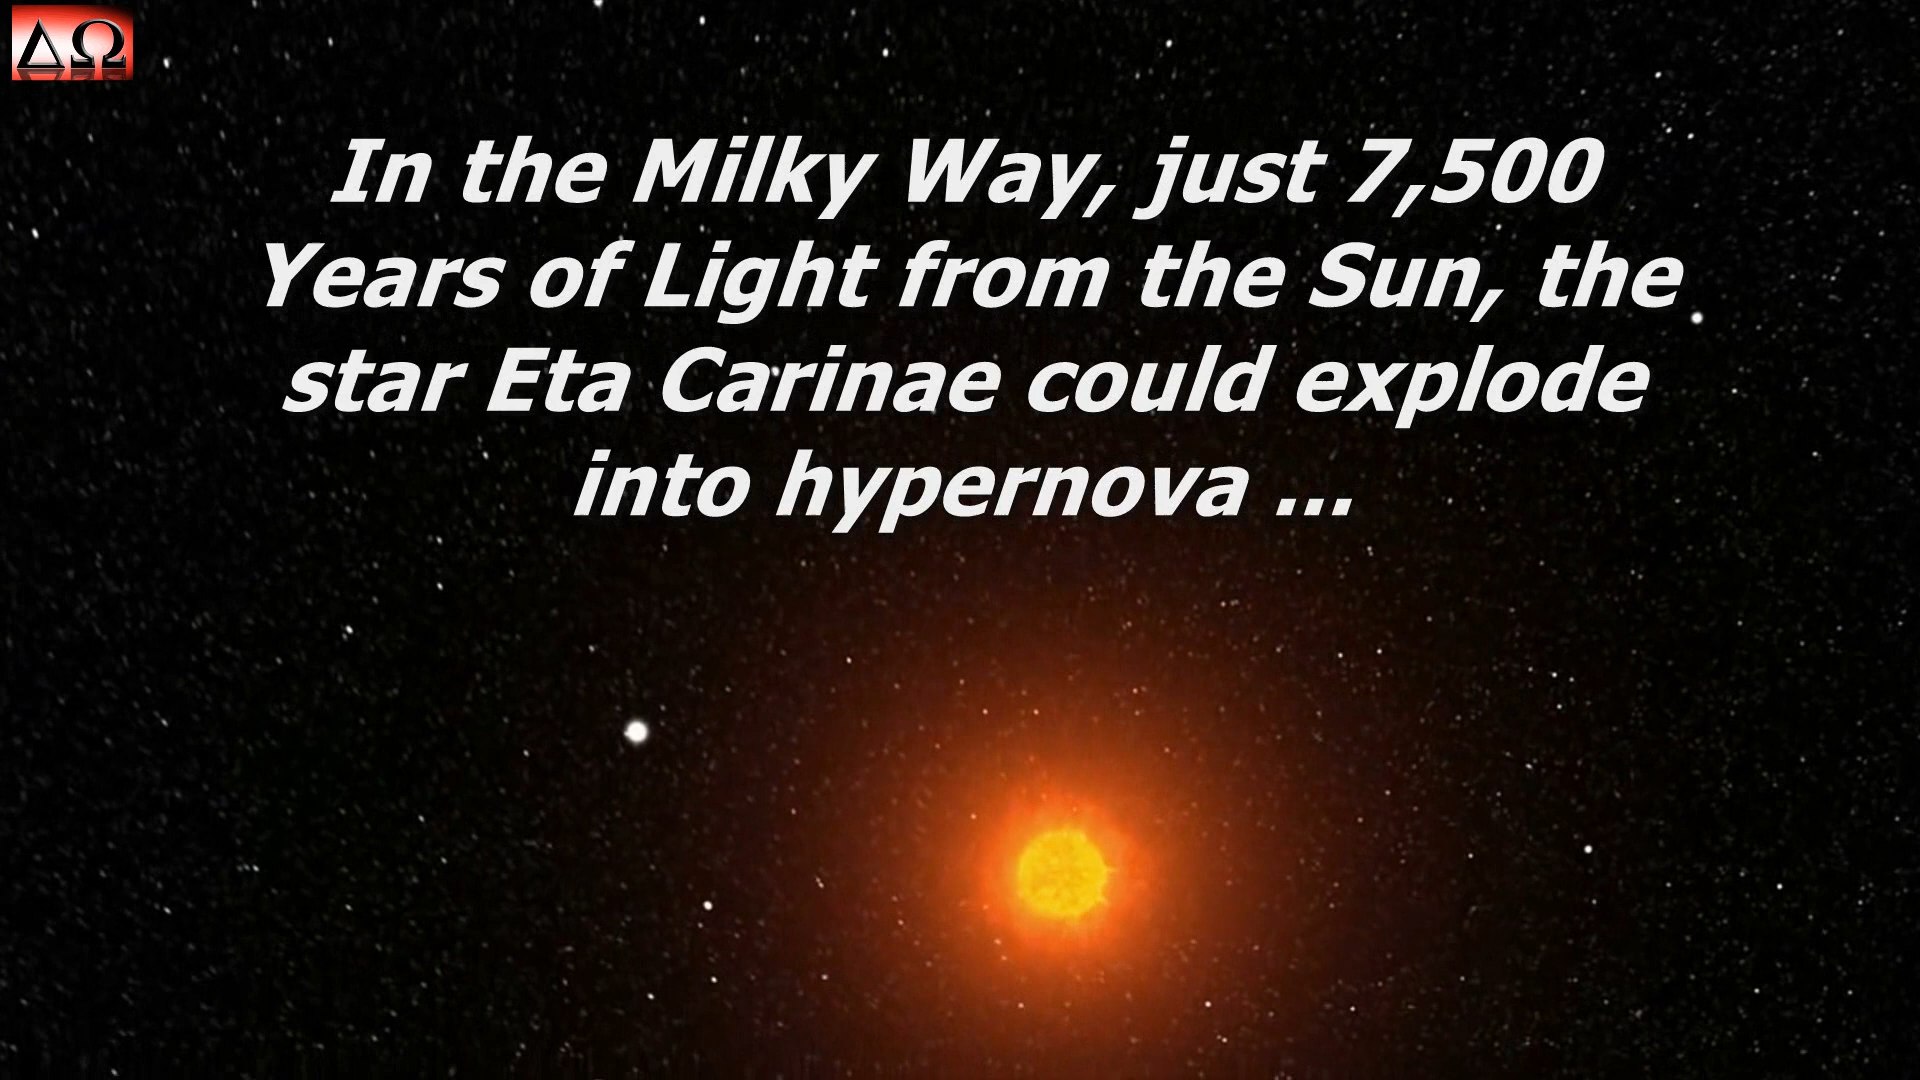 ΔΩ
In the Milky Way, just 7,500
Years of Light from the Sun, the
star Eta Carinae could explode
into hypernova ...